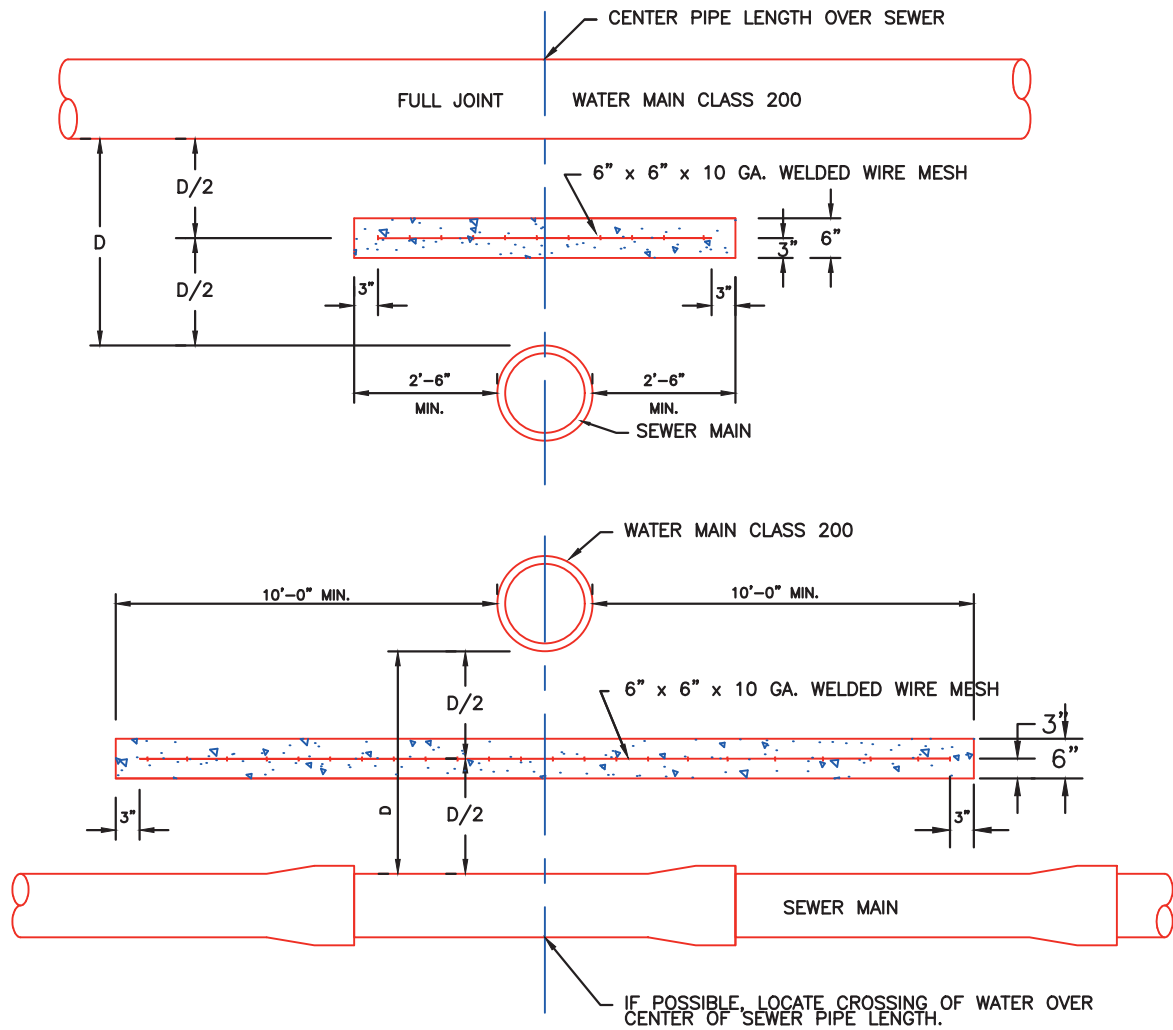 CENTER PIPE LENGTH OVER SEWER
FULL JOINT WATER MAIN CLASS 200
6” x 6” x 10 GA. WELDED WIRE MESH
D/2
D
D/2
3”
6”
3”
3”
2’-6”
MIN.
2’-6”
MIN.
SEWER MAIN
WATER MAIN CLASS 200
10’-0” MIN.
10’-0” MIN.
6” x 6” x 10 GA. WELDED WIRE MESH
D/2
3”
6”
D
D/2
3”
3”
SEWER MAIN
IF POSSIBLE, LOCATE CROSSING OF WATER OVER
CENTER OF SEWER PIPE LENGTH.